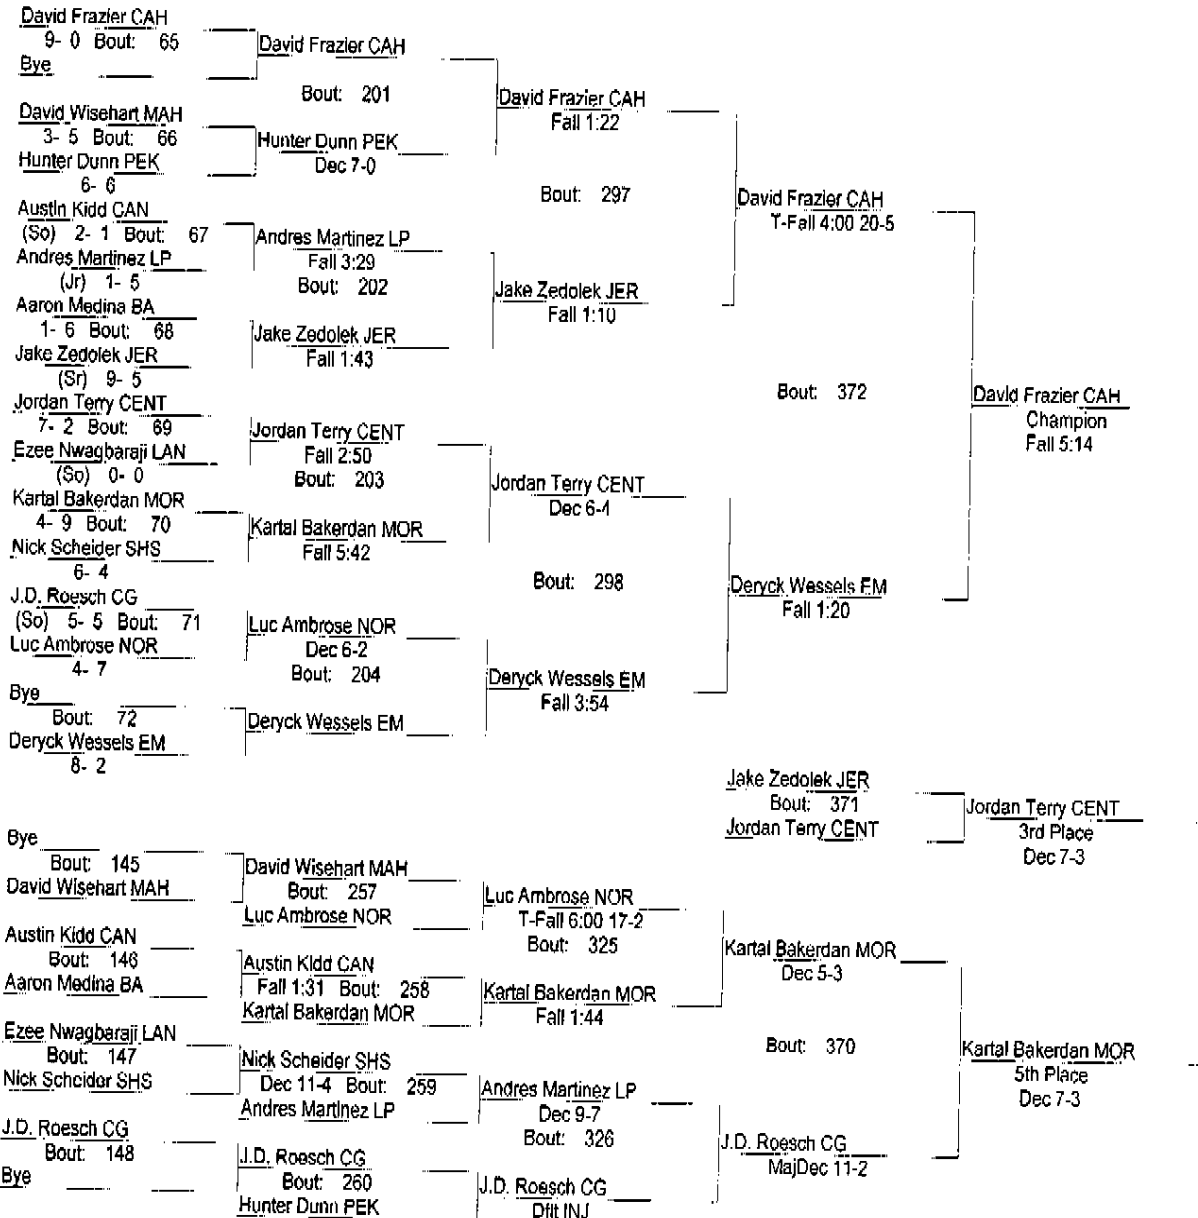 David Frazier CAH
9- 0 Bout: 65
Bye
David Frazier CAH
Bout: 201
David Wisehart MAH
3- 5 Bout: 66
Hunter Dunn PEK
6- 6
Hunter Dunn PEK
Dec 7-0
David Frazier CAH
Fall 1:22
Bout: 297
Austin Kidd CAN
(So) 2- 1 Bout: 67
Andres Martinez LP
(Jr) 1- 5
Andres Martinez LP
Fall 3:29
Bout: 202
Aaron Medina BA
1- 6 Bout: 68
Jake Zedolek JER
(Sr) 9- 5
Jake Zedolek JER
Fall 1:43
Jake Zedolek JER
Fall 1:10
David Frazier CAH
T-Fall 4:00 20-5
Bout: 372
David Frazier CAH
Champion
Fall 5:14
Jordan Terry CENT
7- 2 Bout: 69
Ezee Nwagbaraji LAN
(So) 0- 0
Jordan Terry CENT
Fall 2:50
Bout: 203
Kartal Bakerdan MOR
4- 9 Bout: 70
Nick Scheider SHS
6- 4
Kartal Bakerdan MOR
Fall 5:42
Jordan Terry CENT
Dec 6-4
Bout: 298
J.D. Roesch CG
(So) 5- 5 Bout: 71
Luc Ambrose NOR
4- 7
Luc Ambrose NOR
Dec 6-2
Bout: 204
Bye
Bout: 72
Deryck Wessels EM
8- 2
Deryck Wessels EM
Deryck Wessels EM
Fall 3:54
Deryck Wessels EM
Fall 1:20
Jake Zedolek JER
Bout: 371
Jordan Terry CENT
Jordan Terry CENT
3rd Place
Dec 7-3
Bye
Bout: 145
David Wisehart MAH
David Wisehart MAH
Bout: 257
Luc Ambrose NOR
Luc Ambrose NOR
T-Fall 6:00 17-2
Bout: 325
Austin Kidd CAN
Bout: 146
Aaron Medina BA
Austin Kidd CAN
Fall 1:31 Bout: 258
Kartal Bakerdan MOR
Kartal Bakerdan MOR
Fall 1:44
Kartal Bakerdan MOR
Dec 5-3
Bout: 370
Ezee Nwagbaraji LAN
Bout: 147
Nick Scheider SHS
Nick Scheider SHS
Dec 11-4 Bout: 259
Andres Martinez LP
Andres Martinez LP
Dec 9-7
Bout: 326
J.D. Roesch CG
Bout: 148
Bye
J.D. Roesch CG
Bout: 260
Hunter Dunn PEK
J.D. Roesch CG
Dflt INJ
J.D. Roesch CG
MajDec 11-2
Kartal Bakerdan MOR
5th Place
Dec 7-3